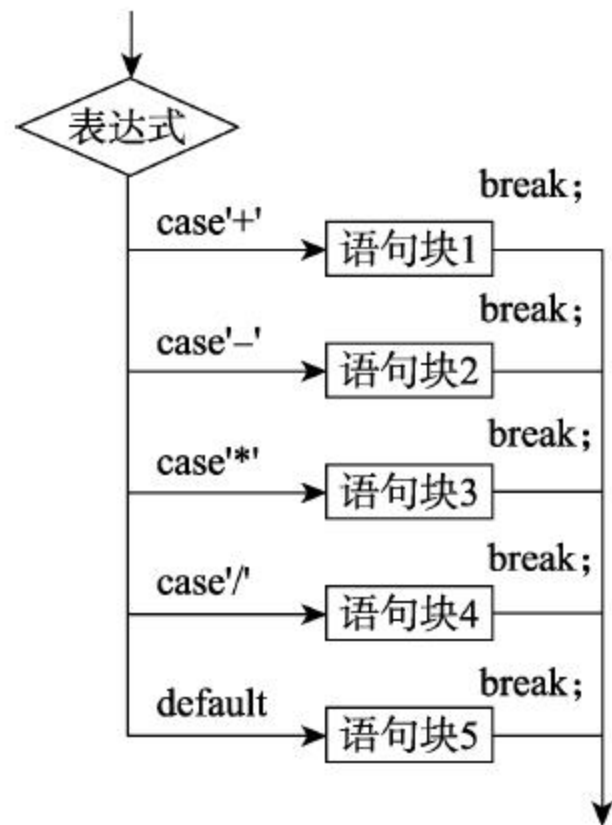 表达式
break；
case'+'
语句块1
break；
case'–'
语句块2
break；
case'*'
语句块3
break；
case'/'
语句块4
break；
default
语句块5